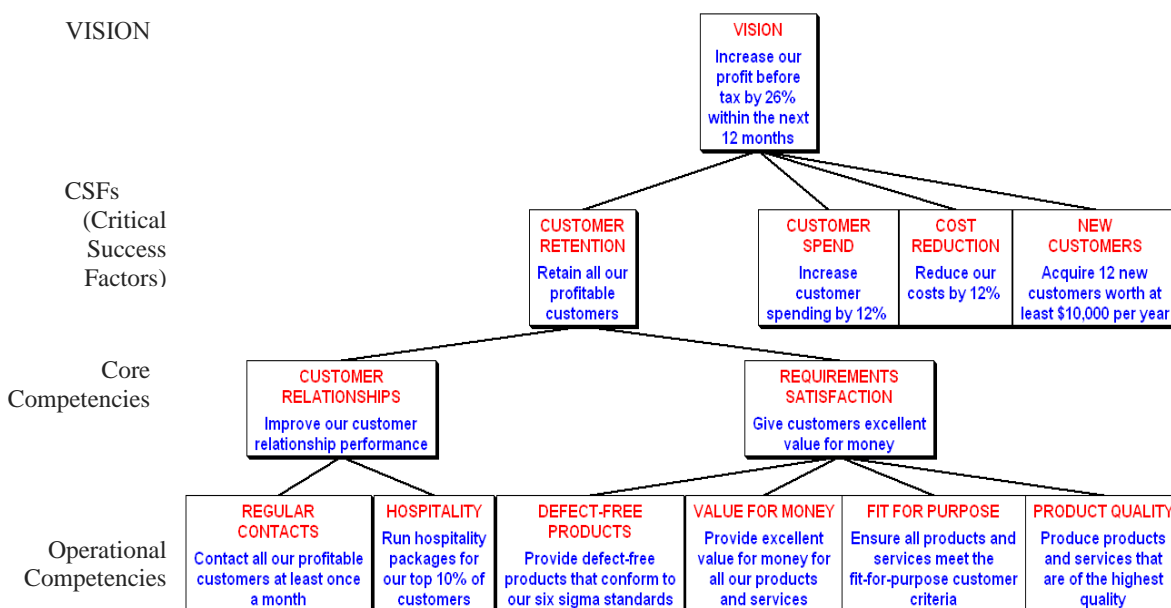 VISION
VISION
Increase our
profit before
tax by 26%
within the next
12 months
CSFs
(Critical
Success
Factors)
CUSTOMER
RETENTION
Retain all our
profitable
customers
CUSTOMER
SPEND
Increase
customer
spending by 12%
COST
REDUCTION
Reduce our
costs by 12%
NEW
CUSTOMERS
Acquire 12 new
customers worth at
least $10,000 per year
Core
Competencies
CUSTOMER
RELATIONSHIPS
Improve our customer
relationship performance
REQUIREMENTS
SATISFACTION
Give customers excellent
value for money
Operational
Competencies
REGULAR
CONTACTS
Contact all our profitable
customers at least once
a month
HOSPITALITY
Run hospitality
packages for
our top 10% of
customers
DEFECT-FREE
PRODUCTS
Provide defect-free
products that conform to
our six sigma standards
VALUE FOR MONEY
Provide excellent
value for money for
all our products
and services
FIT FOR PURPOSE
Ensure all products and
services meet the
fit-for-purpose customer
criteria
PRODUCT QUALITY
Produce products
and services that
are of the highest
quality